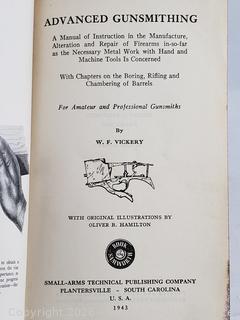 ADVANCED GUNSMITHING
A Manual of Instruction in the Manufacture,
Alteration and Repair of Firearms in-so-far
as the Necessary Metal Work with Hand and
Machine Tools Is Concerned
With Chapters on the Boring, Rifling and
Chambering of Barrels
For Amateur and Professional Gunsmiths
By
W. F. VICKERY
WITH ORIGINAL ILLUSTRATIONS BY
OLIVER B. HAMILTON
SMALL-ARMS TECHNICAL PUBLISHING COMPANY
PLANTERSVILLE - SOUTH CAROLINA
U. S. A.
1943
Copyright